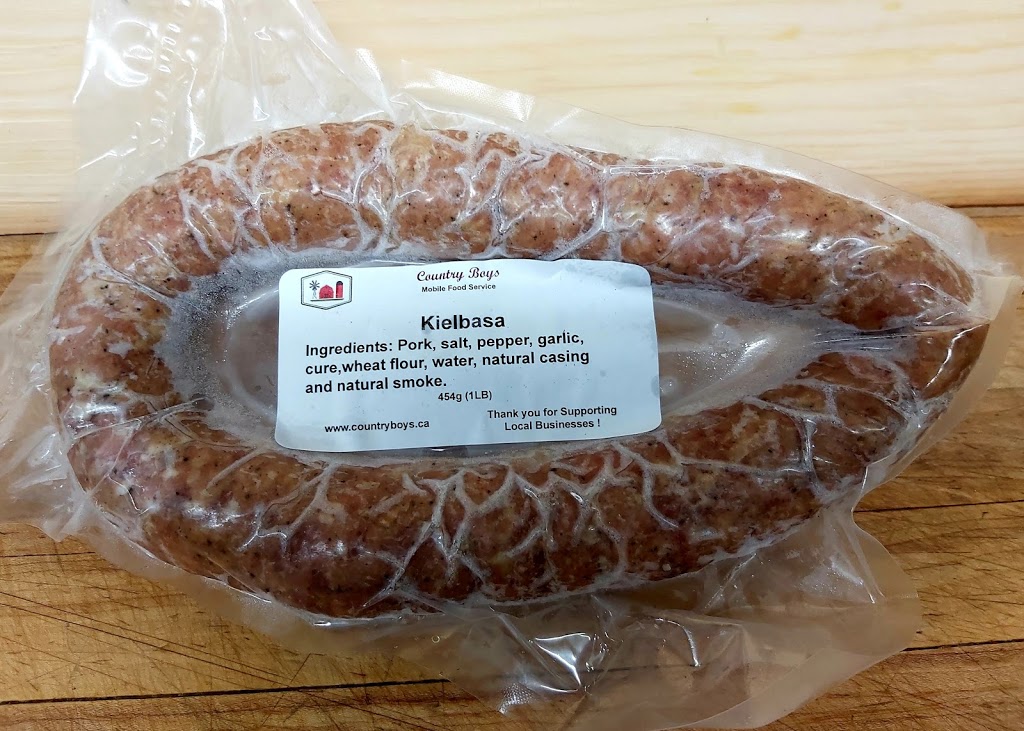 Country Boys
Mobile Food Service
Kielbasa
Ingredients: Pork, salt, pepper, garlic,
cure,wheat flour, water, natural casing
and natural smoke.
454g (1LB)
www.countryboys.ca
Thank you for Supporting
Local Businesses !